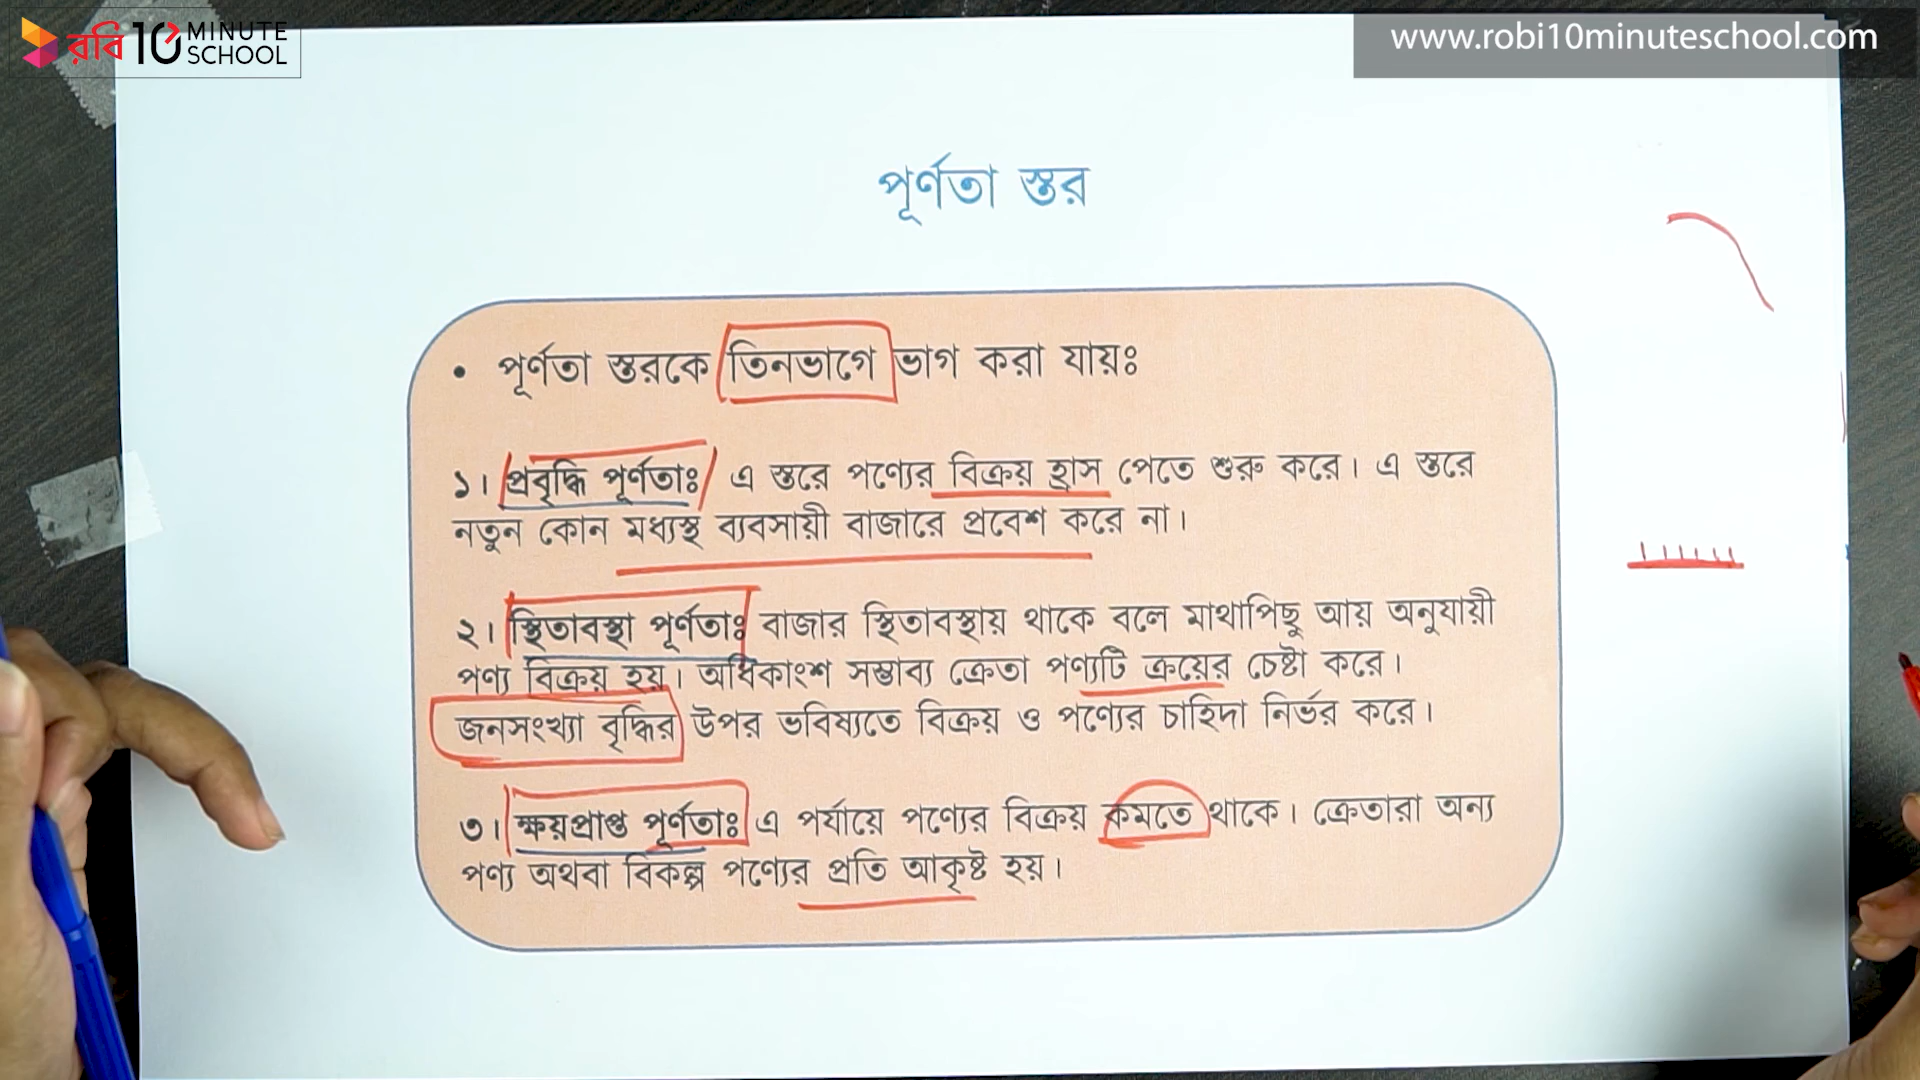 রবি 10 MINUTE SCHOOL
www.robi10minuteschool.com
পূর্ণতা স্তর
• পূর্ণতা স্তরকে তিনভাগে ভাগ করা যায়ঃ
১। প্রবৃদ্ধি পূর্ণতাঃ এ স্তরে পণ্যের বিক্রয় হ্রাস পেতে শুরু করে। এ স্তরে
নতুন কোন মধ্যস্থ ব্যবসায়ী বাজারে প্রবেশ করে না।
২। স্থিতাবস্থা পূর্ণতাঃ বাজার স্থিতাবস্থায় থাকে বলে মাথাপিছু আয় অনুযায়ী
পণ্য বিক্রয় হয়। অধিকাংশ সম্ভাব্য ক্রেতা পণ্যটি ক্রয়ের চেষ্টা করে।
জনসংখ্যা বৃদ্ধির উপর ভবিষ্যতে বিক্রয় ও পণ্যের চাহিদা নির্ভর করে।
৩। ক্ষয়প্রাপ্ত পূর্ণতাঃ এ পর্যায়ে পণ্যের বিক্রয় কমতে থাকে। ক্রেতারা অন্য
পণ্য অথবা বিকল্প পণ্যের প্রতি আকৃষ্ট হয়।